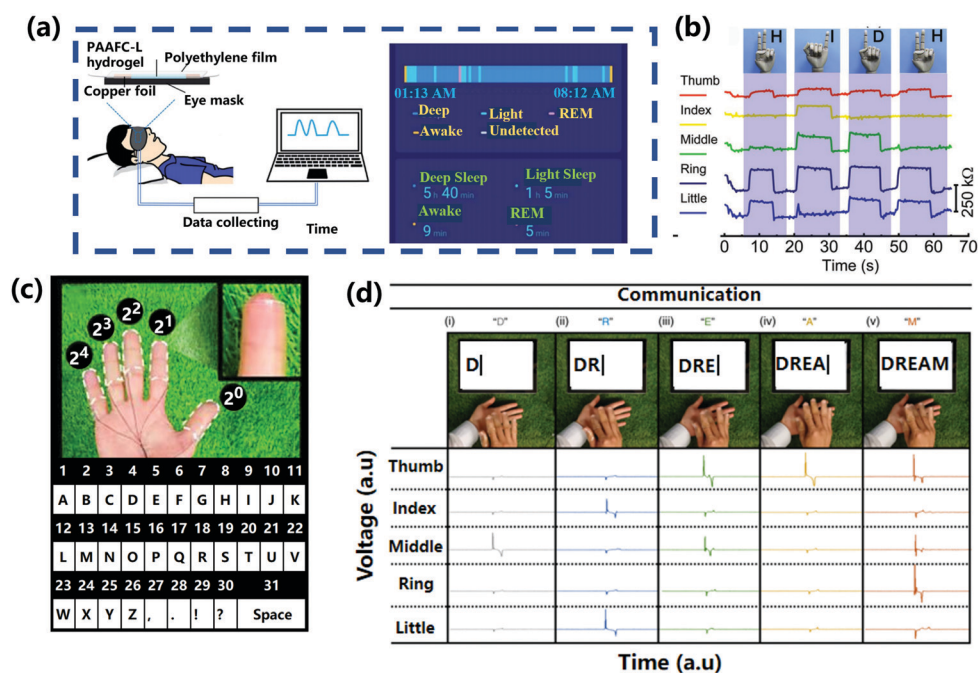 (a)
PAAFC-L
hydrogel
Polyethylene film
Copper foil
Eye mask
Data collecting
Time
01:13 AM 08:12 AM
Deep Light REM
Awake Undetected
Deep Sleep Light Sleep
5 h 40 min 1 h 5 min
Awake REM
9 min 5 min
(b)
H I D H
Thumb
Index
Middle
Ring
Little
250 kΩ
0 10 20 30 40 50 60 70
Time (s)
(c)
2⁴ 2³ 2² 2¹ 2⁰
1 2 3 4 5 6 7 8 9 10 11
A B C D E F G H I J K
12 13 14 15 16 17 18 19 20 21 22
L M N O P Q R S T U V
23 24 25 26 27 28 29 30 31
W X Y Z , . ! ? Space
(d)
Communication
(i) "D" (ii) "R" (iii) "E" (iv) "A" (v) "M"
D| DR| DRE| DREA| DREAM
Voltage (a.u)
Thumb
Index
Middle
Ring
Little
Time (a.u)